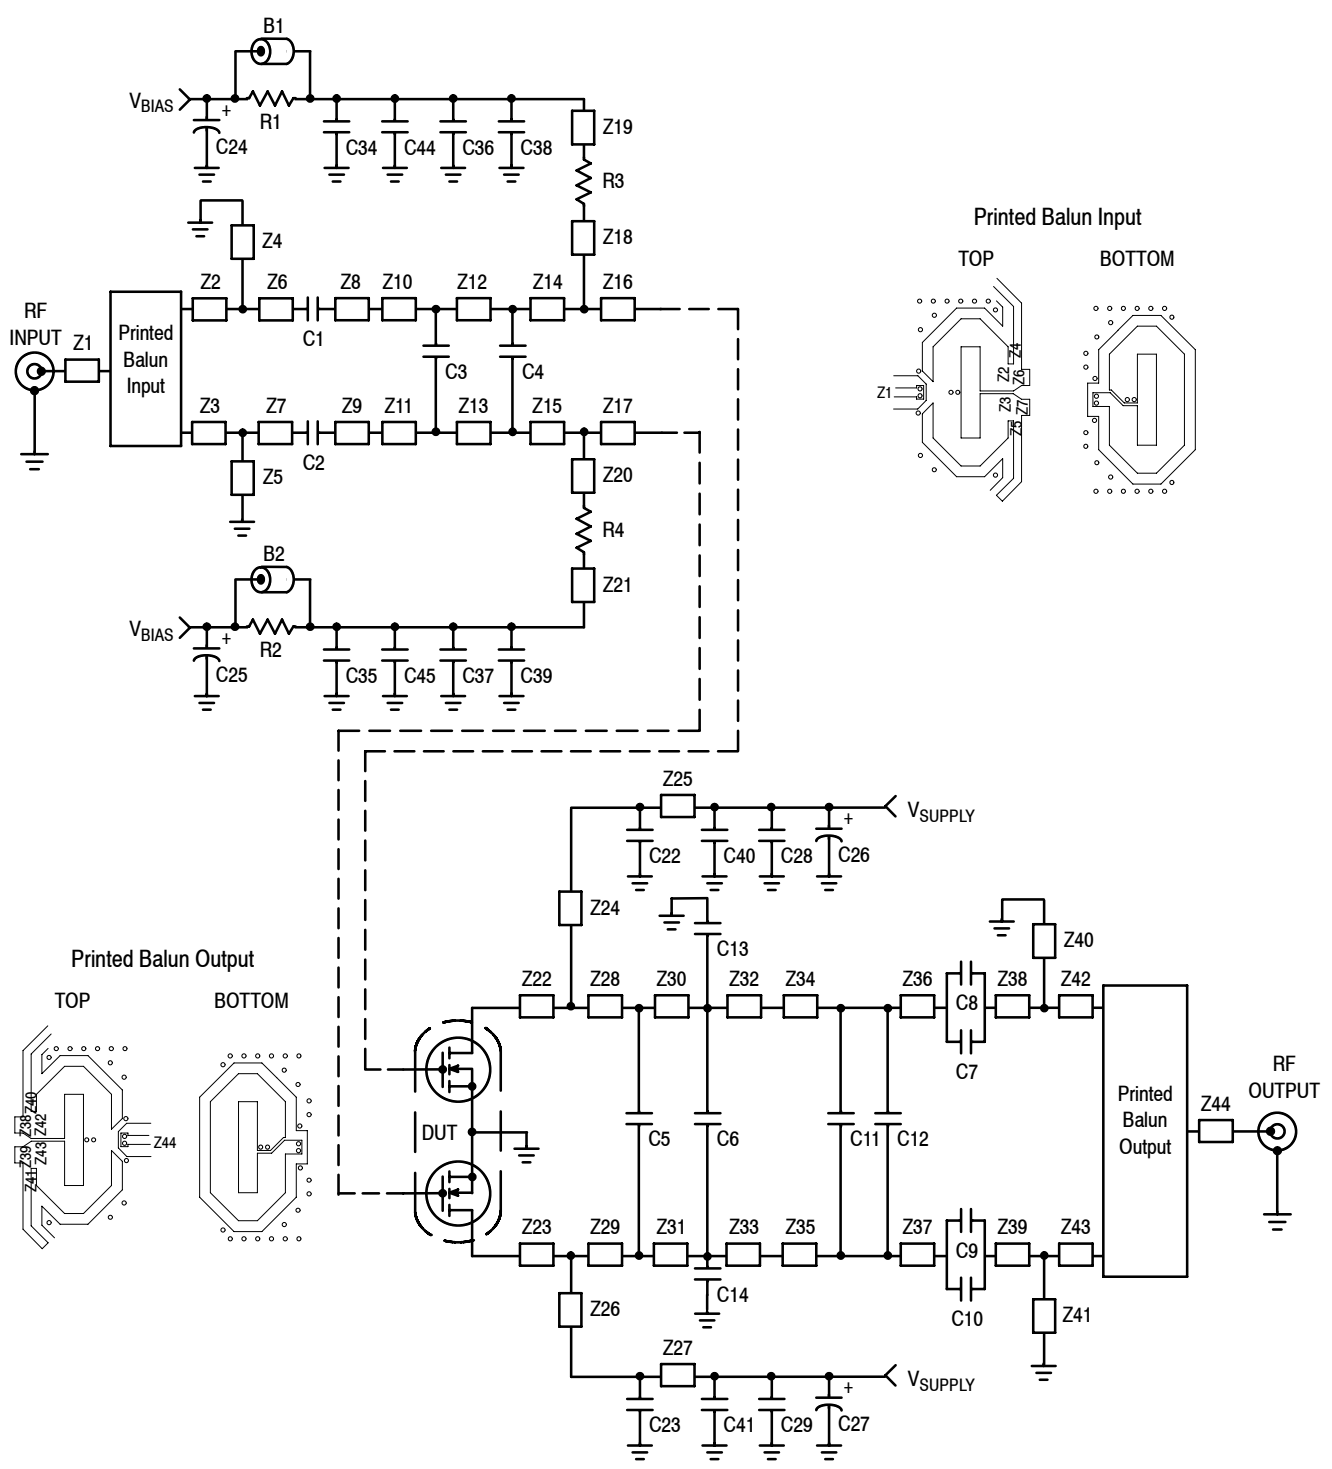 B1
VBIAS
+
R1
C24
C34
C44
C36
C38
Z19
R3
Z18
Z4
Z2
Z6
Z8
Z10
Z12
Z14
Z16
RF
INPUT
Z1
Printed
Balun
Input
C1
C3
C4
Z3
Z7
Z9
Z11
Z13
Z15
Z17
C2
Z5
Z20
R4
Z21
B2
VBIAS
+
R2
C25
C35
C45
C37
C39
Printed Balun Input
TOP
BOTTOM
Z1
Z4
Z2
Z6
Z3
Z7
Z5
Z25
VSUPPLY
+
C22
C40
C28
C26
Z24
C13
Z40
Z22
Z28
Z30
Z32
Z34
Z36
C8
Z38
Z42
C7
DUT
C5
C6
C11
C12
Printed
Balun
Output
Z44
RF
OUTPUT
Z23
Z29
Z31
Z33
Z35
Z37
C9
Z39
Z43
C14
C10
Z26
Z41
Z27
VSUPPLY
+
C23
C41
C29
C27
Printed Balun Output
TOP
BOTTOM
Z40
Z38
Z42
Z39
Z43
Z41
Z44